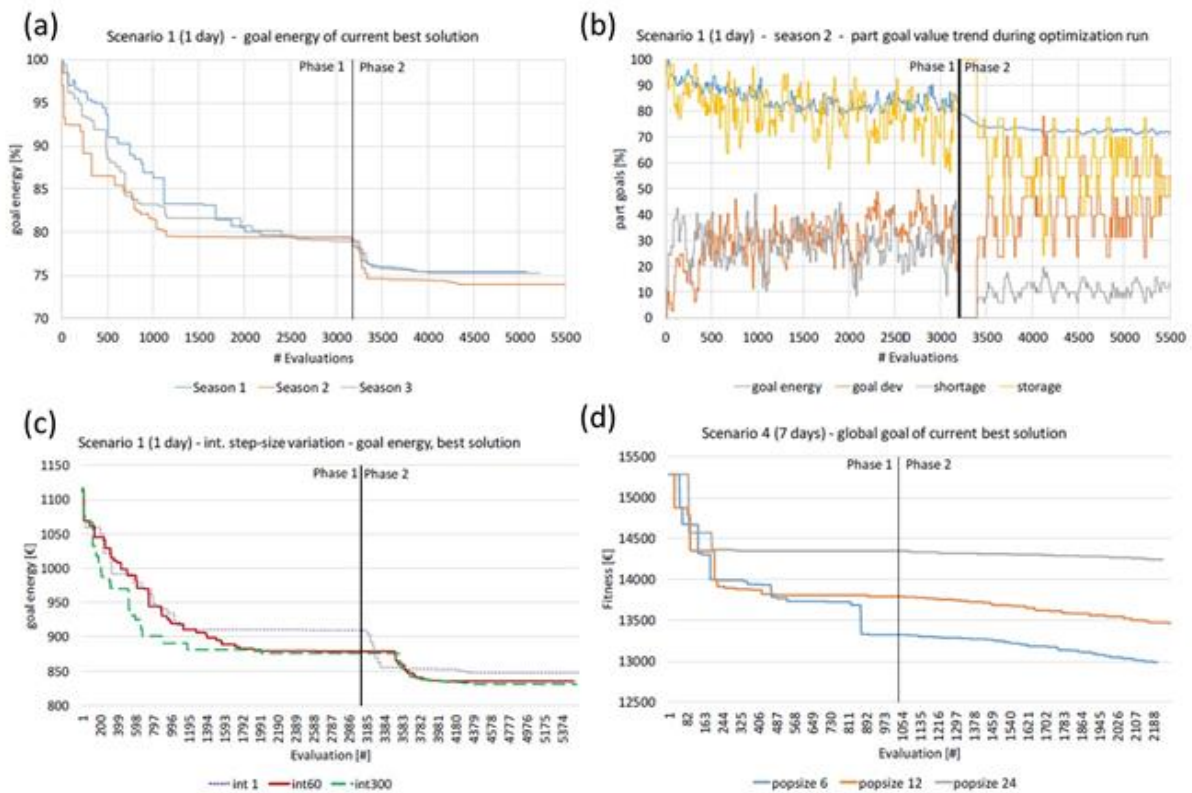 (a)
Scenario 1 (1 day) - goal energy of current best solution
Phase 1 Phase 2
goal energy [%]
100
95
90
85
80
75
70
0 500 1000 1500 2000 2500 3000 3500 4000 4500 5000 5500
# Evaluations
Season 1 Season 2 Season 3
(b)
Scenario 1 (1 day) - season 2 - part goal value trend during optimization run
Phase 1 Phase 2
part goals [%]
100
90
80
70
60
50
40
30
20
10
0
0 500 1000 1500 2000 2500 3000 3500 4000 4500 5000 5500
# Evaluations
goal energy goal dev shortage storage
(c)
Scenario 1 (1 day) - int. step-size variation - goal energy, best solution
Phase 1 Phase 2
goal energy [€]
1150
1100
1050
1000
950
900
850
800
1 200 399 598 797 996 1195 1394 1593 1792 1991 2190 2389 2588 2787 2986 3185 3384 3583 3782 3981 4180 4379 4578 4777 4976 5175 5374
Evaluation [#]
int 1 int60 int300
(d)
Scenario 4 (7 days) - global goal of current best solution
Phase 1 Phase 2
Fitness [€]
15500
15000
14500
14000
13500
13000
12500
1 82 163 244 325 406 487 568 649 730 811 892 973 1054 1135 1216 1297 1378 1459 1540 1621 1702 1783 1864 1945 2026 2107 2188
Evaluation [#]
popsize 6 popsize 12 popsize 24